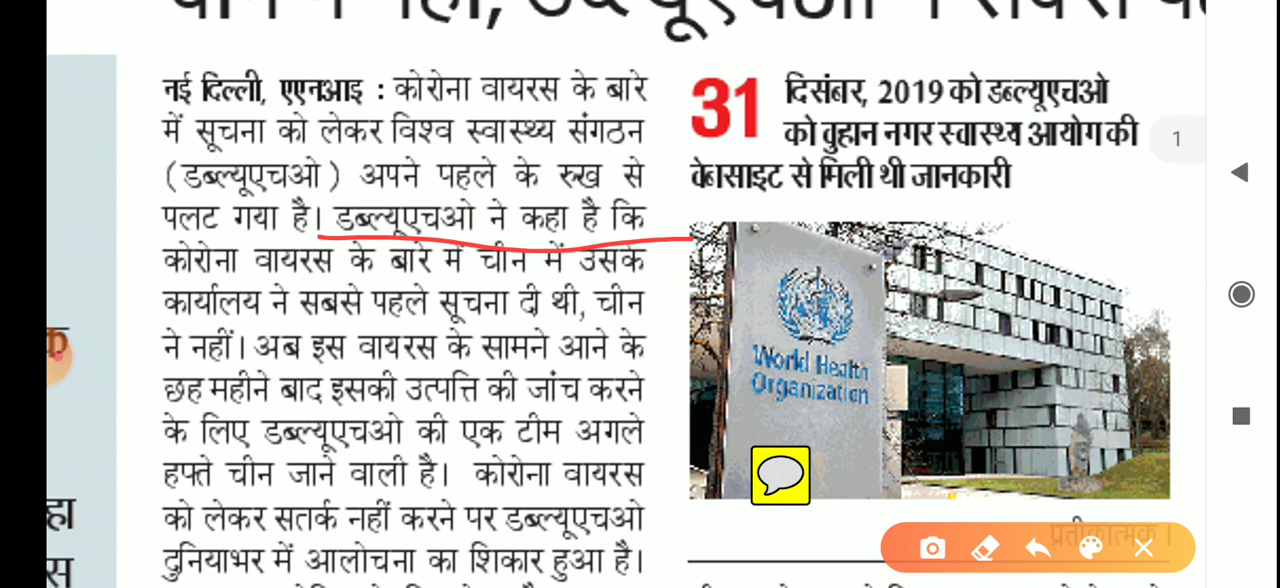 नई दिल्ली, एएनआइ : कोरोना वायरस के बारे
में सूचना को लेकर विश्व स्वास्थ्य संगठन
(डब्ल्यूएचओ) अपने पहले के रुख से
पलट गया है। डब्ल्यूएचओ ने कहा है कि
कोरोना वायरस के बारे में चीन में उसके
कार्यालय ने सबसे पहले सूचना दी थी, चीन
ने नहीं। अब इस वायरस के सामने आने के
छह महीने बाद इसकी उत्पत्ति की जांच करने
के लिए डब्ल्यूएचओ की एक टीम अगले
हफ्ते चीन जाने वाली है। कोरोना वायरस
को लेकर सतर्क नहीं करने पर डब्ल्यूएचओ
दुनियाभर में आलोचना का शिकार हुआ है।
31 दिसंबर, 2019 को डब्ल्यूएचओ
को वुहान नगर स्वास्थ्य आयोग की
वेबसाइट से मिली थी जानकारी
World Health
Organization
प्रतीकात्मक।
1